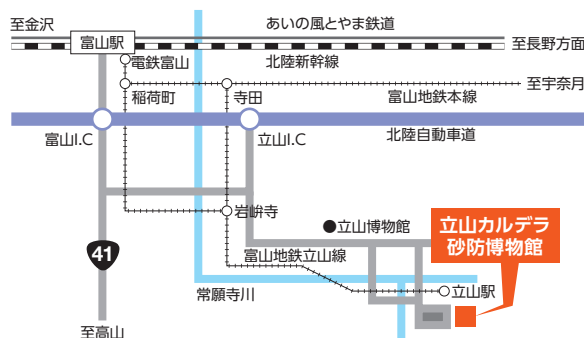 至金沢
あいの風とやま鉄道
富山駅
至長野方面
電鉄富山
北陸新幹線
至宇奈月
稲荷町
寺田
富山地鉄本線
富山I.C
立山I.C
北陸自動車道
岩峅寺
立山博物館
立山カルデラ
砂防博物館
41
富山地鉄立山線
常願寺川
立山駅
至高山